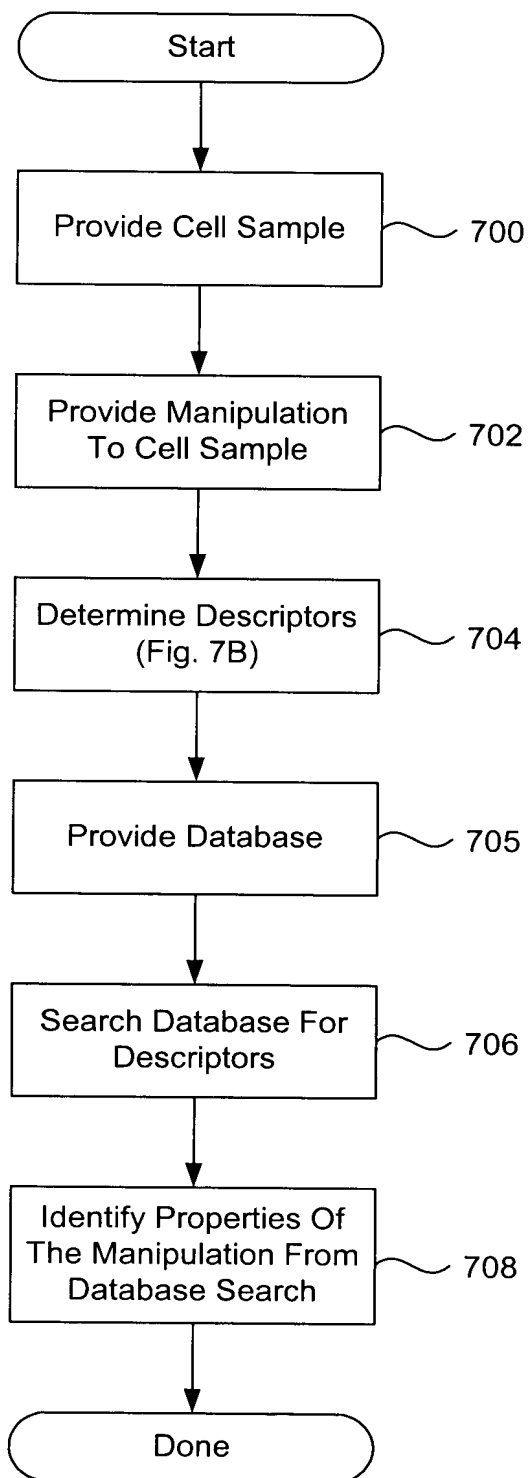 Start
Provide Cell Sample
700
Provide Manipulation
To Cell Sample
702
Determine Descriptors
(Fig. 7B)
704
Provide Database
705
Search Database For
Descriptors
706
Identify Properties Of
The Manipulation From
Database Search
708
Done